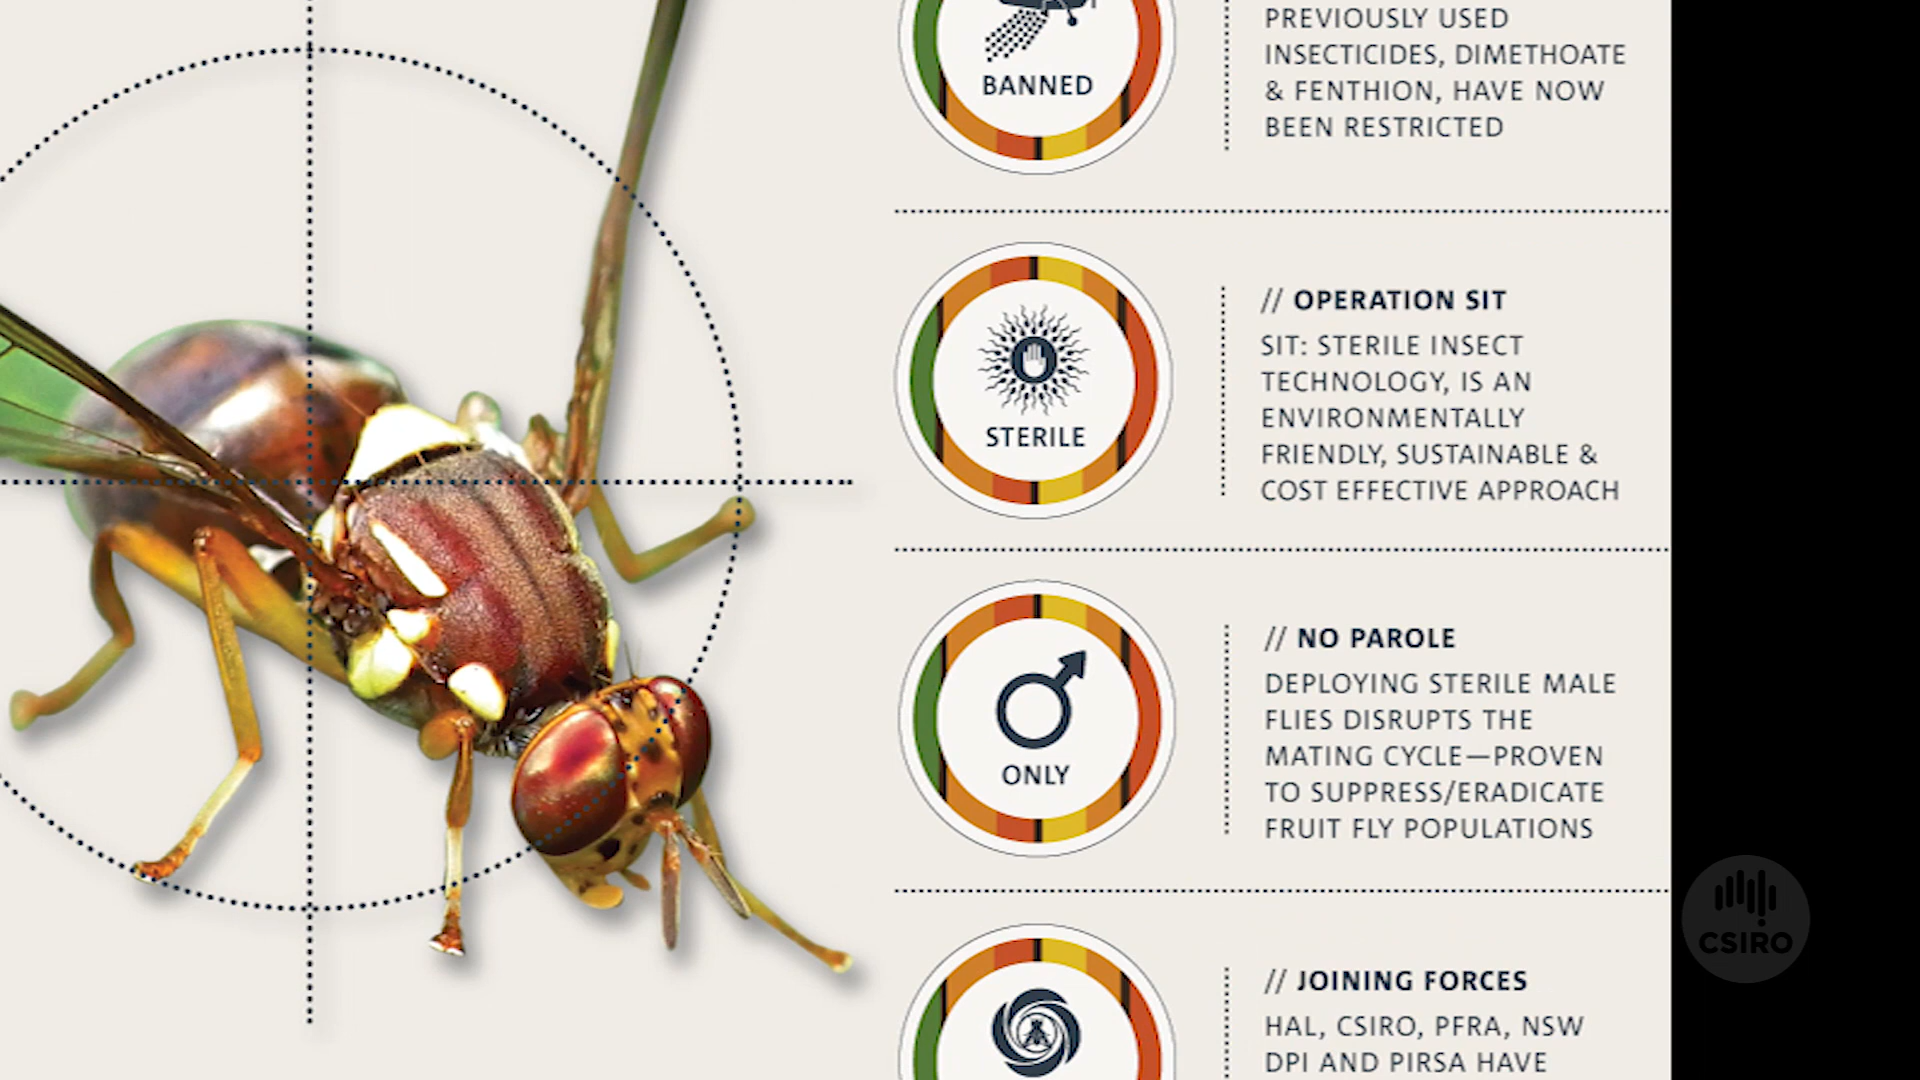 BANNED
PREVIOUSLY USED
INSECTICIDES, DIMETHOATE
& FENTHION, HAVE NOW
BEEN RESTRICTED
STERILE
// OPERATION SIT
SIT: STERILE INSECT
TECHNOLOGY, IS AN
ENVIRONMENTALLY
FRIENDLY, SUSTAINABLE &
COST EFFECTIVE APPROACH
ONLY
// NO PAROLE
DEPLOYING STERILE MALE
FLIES DISRUPTS THE
MATING CYCLE—PROVEN
TO SUPPRESS/ERADICATE
FRUIT FLY POPULATIONS
// JOINING FORCES
HAL, CSIRO, PFRA, NSW
DPI AND PIRSA HAVE
CSIRO